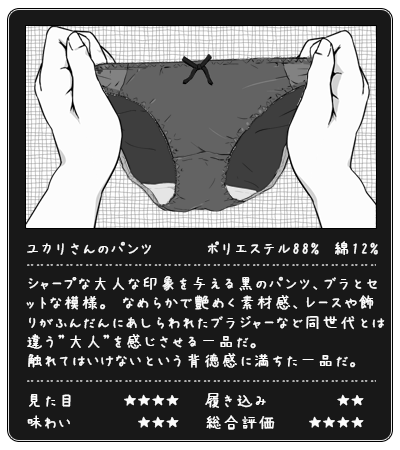 ユカリさんのパンツ ポリエステル88% 綿12%
シャープな大人な印象を与える黒のパンツ、ブラとセ
ットな模様。 なめらかで艶めく素材感、レースや飾
りがふんだんにあしらわれたブラジャーなど同世代とは
違う"大人"を感じさせる一品だ。
触れてはいけないという背徳感に満ちた一品だ。
見た目 ★★★★ 履き込み ★★
味わい ★★★ 総合評価 ★★★★